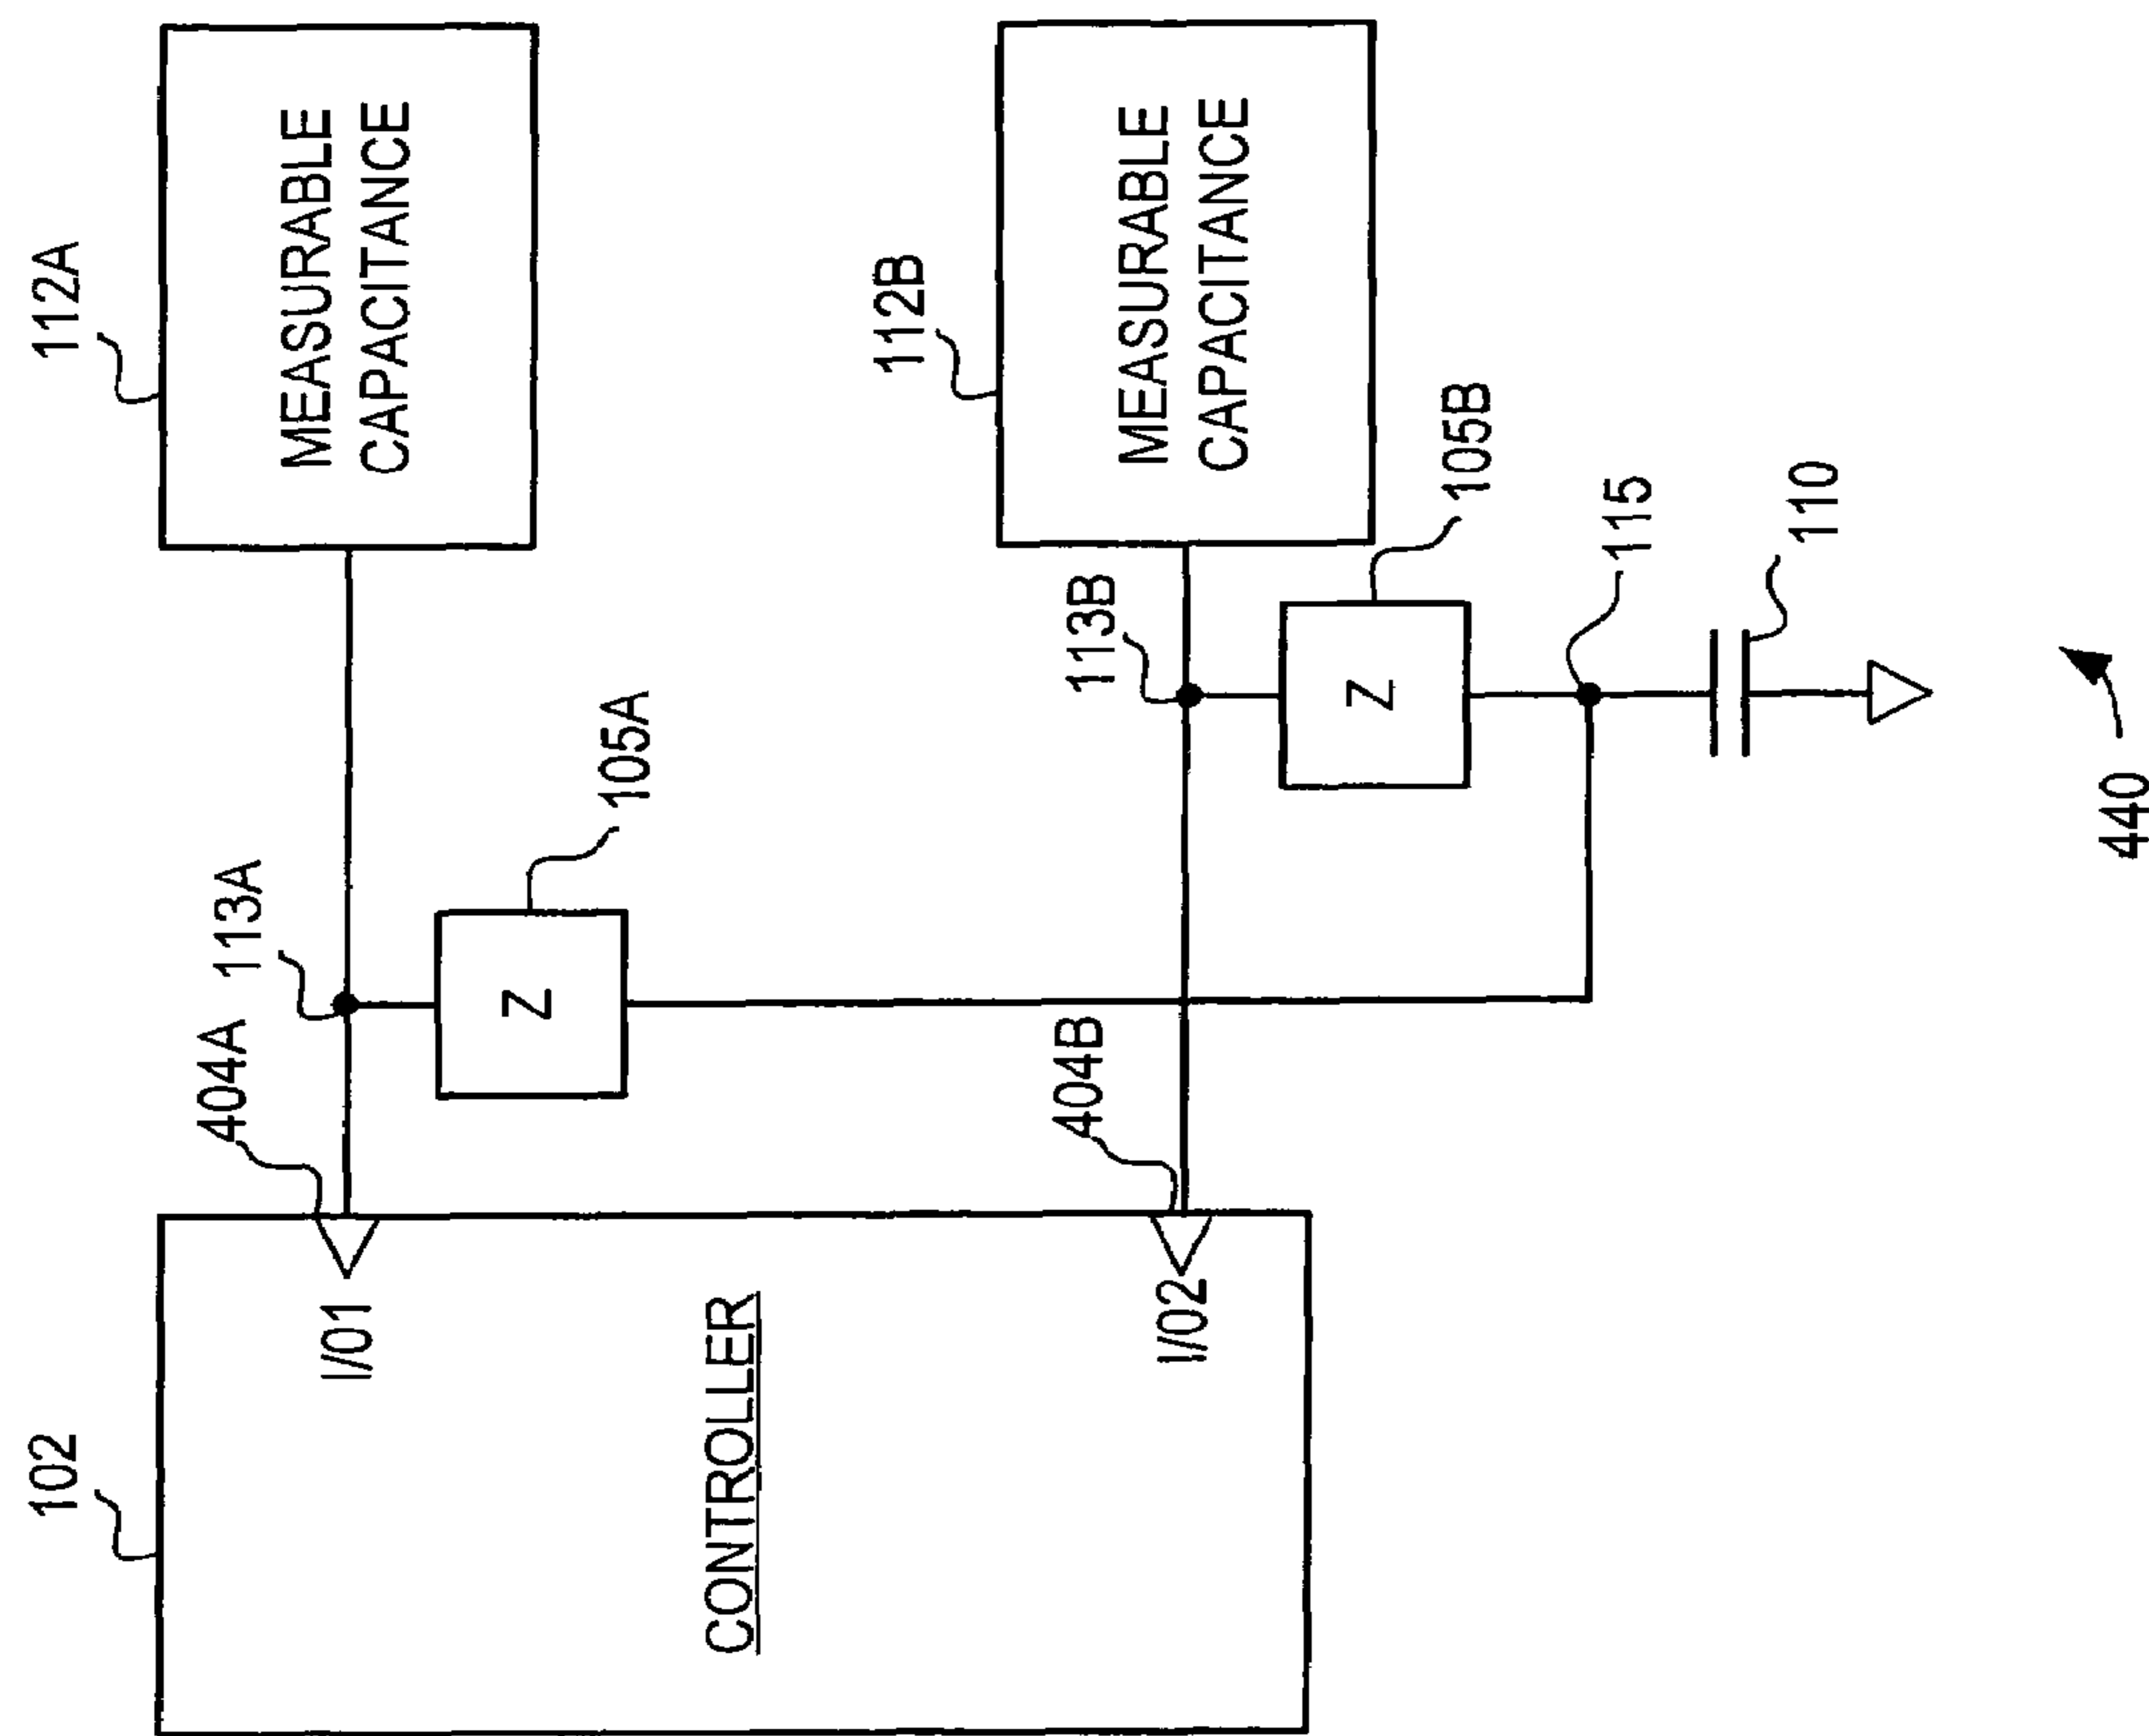 102
CONTROLLER
I/01
I/02
404A
404B
113A
105A
Z
112A
MEASURABLE
CAPACITANCE
112B
MEASURABLE
CAPACITANCE
113B
105B
Z
115
110
440